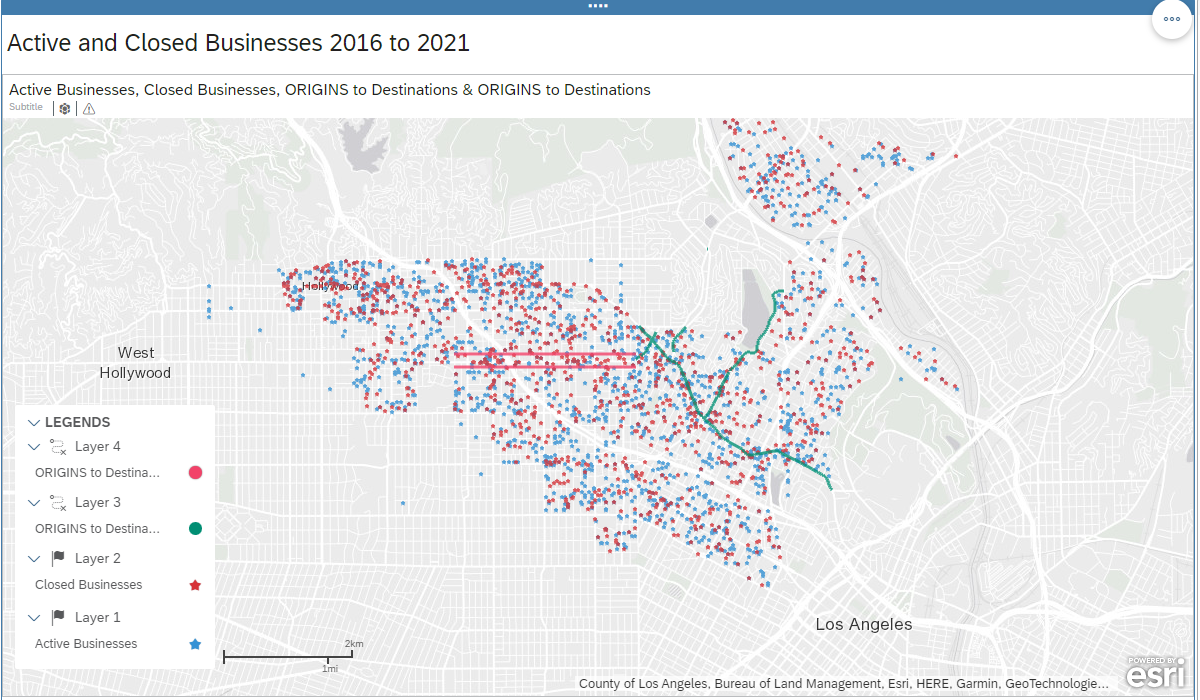 Active and Closed Businesses 2016 to 2021
Active Businesses, Closed Businesses, ORIGINS to Destinations & ORIGINS to Destinations
Subtitle
Hollywood
West
Hollywood
LEGENDS
Layer 4
ORIGINS to Destina...
Layer 3
ORIGINS to Destina...
Layer 2
Closed Businesses
Layer 1
Active Businesses
2km
1mi
Los Angeles
County of Los Angeles, Bureau of Land Management, Esri, HERE, Garmin, GeoTechnologie...
POWERED BY
esri